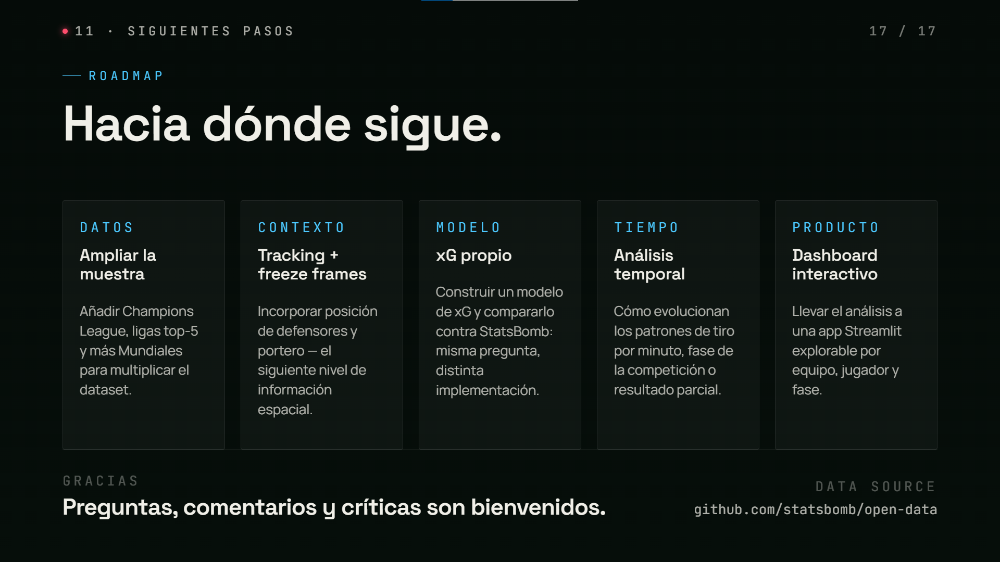 11 · SIGUIENTES PASOS
17 / 17
ROADMAP
Hacia dónde sigue.
DATOS
Ampliar la
muestra
Añadir Champions
League, ligas top-5
y más Mundiales
para multiplicar el
dataset.
CONTEXTO
Tracking +
freeze frames
Incorporar posición
de defensores y
portero — el
siguiente nivel de
información
espacial.
MODELO
xG propio
Construir un modelo
de xG y compararlo
contra StatsBomb:
misma pregunta,
distinta
implementación.
TIEMPO
Análisis
temporal
Cómo evolucionan
los patrones de tiro
por minuto, fase de
la competición o
resultado parcial.
PRODUCTO
Dashboard
interactivo
Llevar el análisis a
una app Streamlit
explorable por
equipo, jugador y
fase.
GRACIAS
Preguntas, comentarios y críticas son bienvenidos.
DATA SOURCE
github.com/statsbomb/open-data